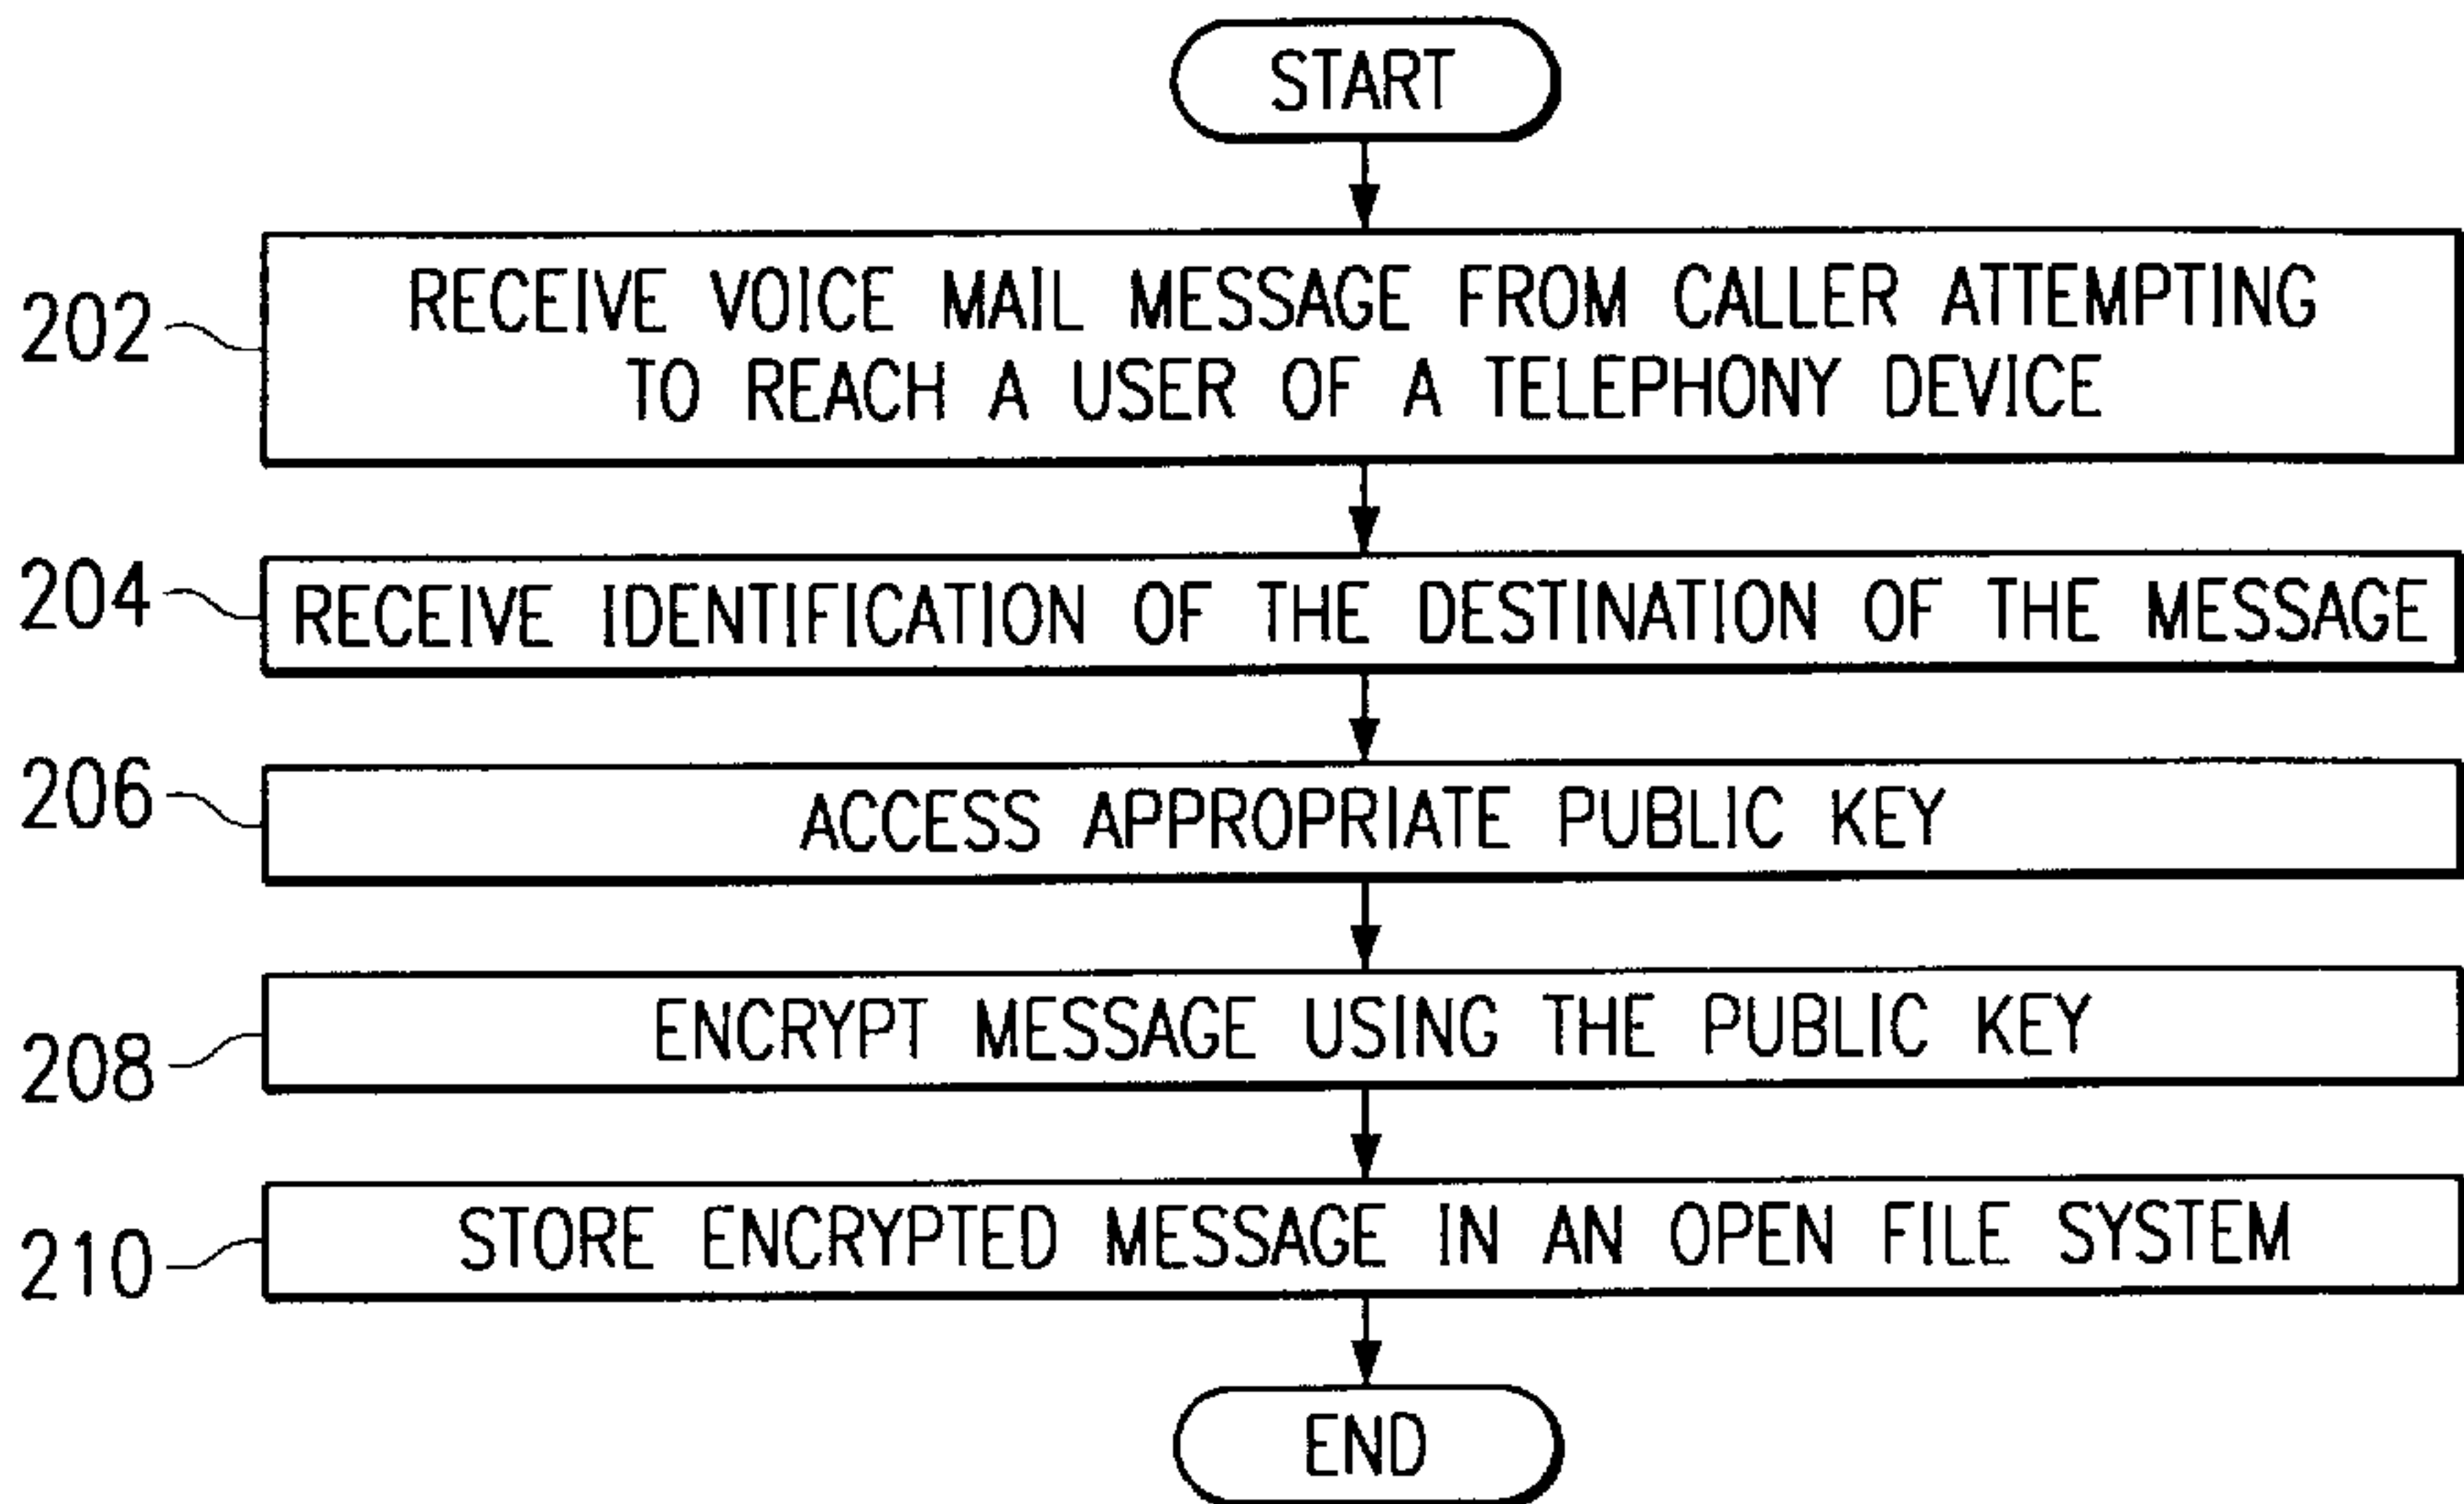 START
202
RECEIVE VOICE MAIL MESSAGE FROM CALLER ATTEMPTING
TO REACH A USER OF A TELEPHONY DEVICE
204
RECEIVE IDENTIFICATION OF THE DESTINATION OF THE MESSAGE
206
ACCESS APPROPRIATE PUBLIC KEY
208
ENCRYPT MESSAGE USING THE PUBLIC KEY
210
STORE ENCRYPTED MESSAGE IN AN OPEN FILE SYSTEM
END